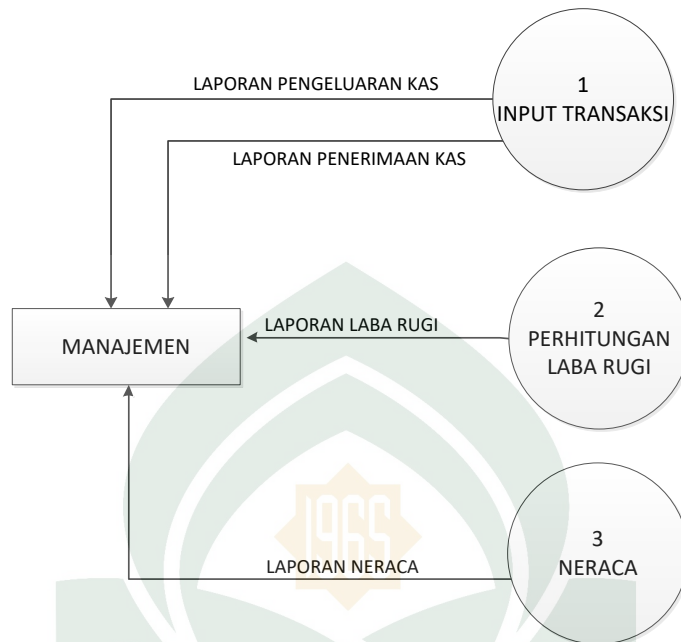 LAPORAN PENGELUARAN KAS
1
INPUT TRANSAKSI
LAPORAN PENERIMAAN KAS
MANAJEMEN
LAPORAN LABA RUGI
2
PERHITUNGAN
LABA RUGI
1965
LAPORAN NERACA
3
NERACA